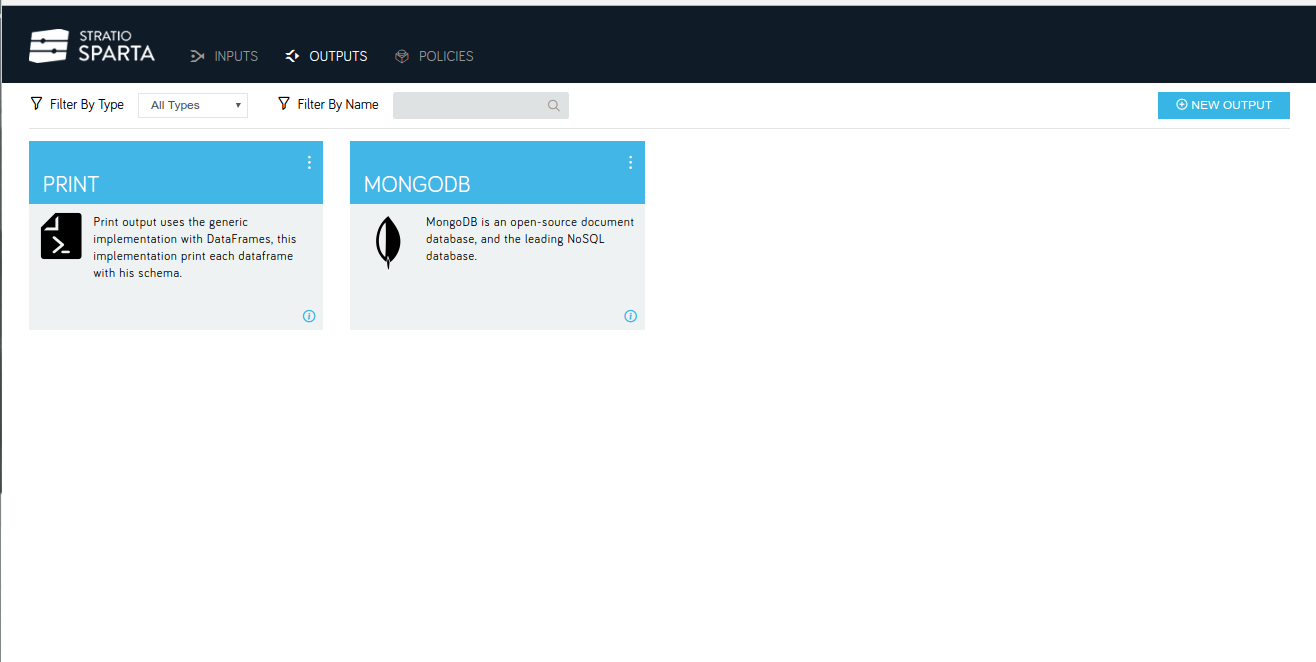 STRATIO
SPARTA
INPUTS
OUTPUTS
POLICIES
Filter By Type
All Types
Filter By Name
NEW OUTPUT
PRINT
Print output uses the generic
implementation with DataFrames, this
implementation print each dataframe
with his schema.
MONGODB
MongoDB is an open-source document
database, and the leading NoSQL
database.